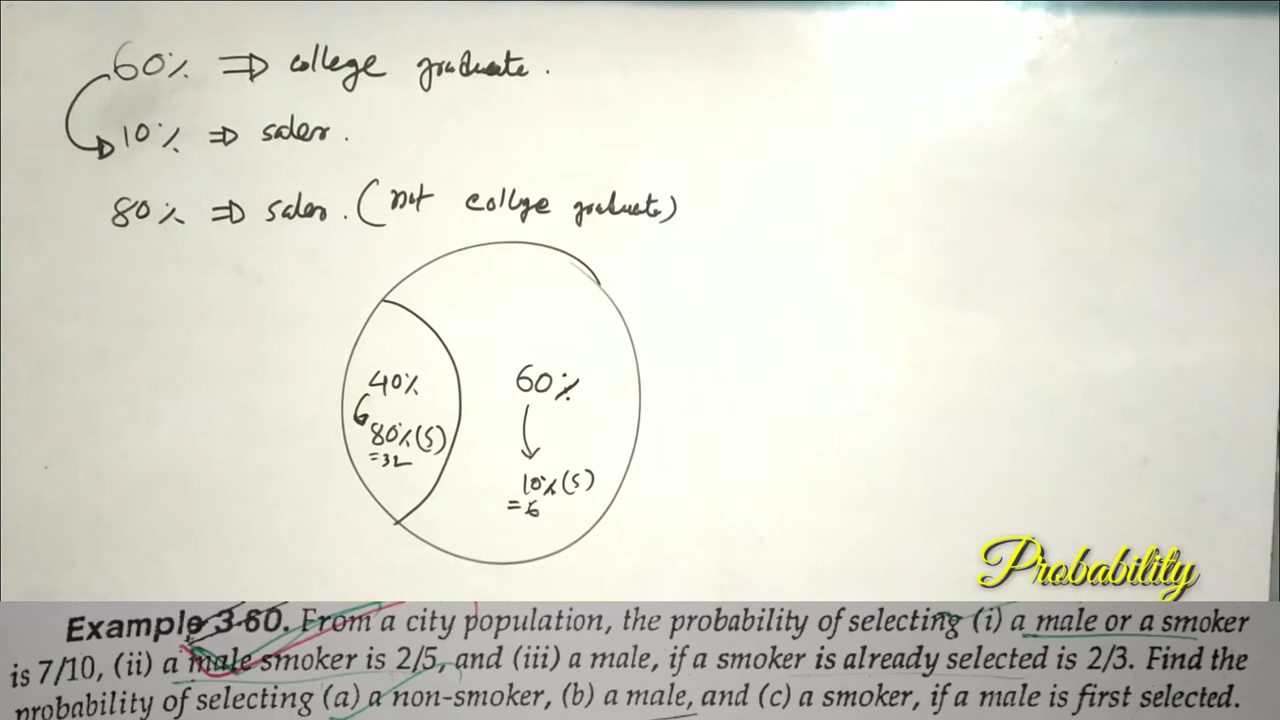 60% ⇒ college graduate.
10% ⇒ sales.
80% ⇒ sales. (not college graduate)
40%
80%(S)
=32
60%
10%(S)
=6
Probability
Example 3·60. From a city population, the probability of selecting (i) a male or a smoker
is 7/10, (ii) a male smoker is 2/5, and (iii) a male, if a smoker is already selected is 2/3. Find the
probability of selecting (a) a non-smoker, (b) a male, and (c) a smoker, if a male is first selected.